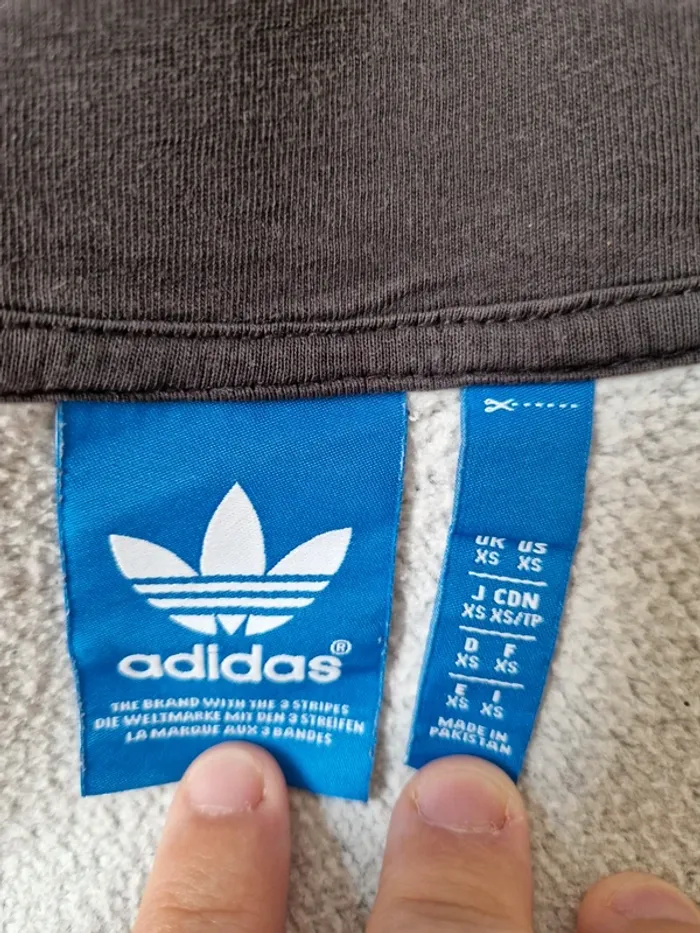 adidas®
THE BRAND WITH THE 3 STRIPES
DIE WELTMARKE MIT DEN 3 STREIFEN
LA MARQUE AUX 3 BANDES
UK US
XS XS
J CDN
XS XS/TP
D F
XS XS
E I
XS XS
MADE IN
PAKISTAN